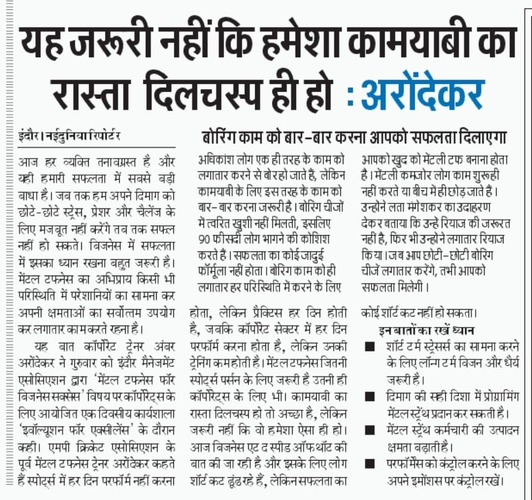 यह जरूरी नहीं कि हमेशा कामयाबी का
रास्ता दिलचस्प ही हो : अरोंदेकर
इंदौर। नईदुनिया रिपोर्टर
आज हर व्यक्ति तनावग्रस्त है और
यही हमारी सफलता में सबसे बड़ी
बाधा है। जब तक हम अपने दिमाग को
छोटे-छोटे स्ट्रेस, प्रेशर और चैलेंज के
लिए मजबूत नहीं करेंगे तब तक सफल
नहीं हो सकते। बिजनेस में सफलता
में इसका ध्यान रखना बहुत जरूरी है।
मेंटल टफनेस का अभिप्राय किसी भी
परिस्थिति में परेशानियों का सामना कर
अपनी क्षमताओं का सर्वोत्तम उपयोग
कर लगातार काम करते रहना है।
यह बात कॉर्पोरेट ट्रेनर अंबर
अरोंदेकर ने गुरुवार को इंदौर मैनेजमेंट
एसोसिएशन द्वारा 'मेंटल टफनेस फॉर
बिजनेस सक्सेस' विषय पर कॉर्पोरेट्स के
लिए आयोजित एक दिवसीय कार्यशाला
'इवॉल्यूशन फॉर एक्सीलेंस' के दौरान
कही। एमपी क्रिकेट एसोसिएशन के
पूर्व मेंटल टफनेस ट्रेनर अरोंदेकर कहते
हैं स्पोर्ट्स में हर दिन परफॉर्म नहीं करना
बोरिंग काम को बार-बार करना आपको सफलता दिलाएगा
अधिकांश लोग एक ही तरह के काम को
लगातार करने से बोर हो जाते है, लेकिन
कामयाबी के लिए इस तरह के काम को
बार-बार करना जरूरी है। बोरिंग चीजों
में त्वरित खुशी नहीं मिलती, इसलिए
90 फीसदी लोग भागने की कोशिश
करते है। सफलता का कोई जादुई
फॉर्मूला नहीं होता। बोरिंग काम को ही
लगातार हर परिस्थिति में करने के लिए
आपको खुद को मेंटली टफ बनाना होता
है। मेंटली कमजोर लोग काम शुरू ही
नहीं करते या बीच में ही छोड़ जाते है।
उन्होने लता मंगेशकर का उदाहरण
देकर बताया कि उन्हे रियाज की जरूरत
नही है, फिर भी उन्होने लगातार रियाज
किया। जब आप छोटी-छोटी बोरिंग
चीजें लगातार करेंगे, तभी आपको
सफलता मिलेगी।
होता, लेकिन प्रैक्टिस हर दिन होती
है, जबकि कॉर्पोरेट सेक्टर में हर दिन
परफॉर्म करना होता है, लेकिन उनकी
ट्रेनिंग कम होती है। मेंटल टफनेस जितनी
स्पोर्ट्स पर्सन के लिए जरूरी है उतनी ही
कॉर्पोरेट्स के लिए भी। कामयाबी का
रास्ता दिलचस्प हो तो अच्छा है, लेकिन
जरूरी नहीं कि वो हमेशा ऐसा ही हो।
आज बिजनेस एट द स्पीड ऑफ थॉट की
बात की जा रही है और इसके लिए लोग
शॉर्ट कट ढूंढ रहे हैं, लेकिन सफलता का
कोई शॉर्ट कट नहीं हो सकता।
इन बातों का रखें ध्यान
■ शॉर्ट टर्म स्ट्रेसर्स का सामना करने
के लिए लॉन्ग टर्म विजन और धैर्य
जरूरी है।
■ दिमाग की सही दिशा में प्रोग्रामिंग
मेंटल स्ट्रेंथ प्रदान कर सकती है।
■ मेंटल स्ट्रेंथ कर्मचारी की उत्पादन
क्षमता बढ़ाती है।
■ परफॉर्मेंस को कंट्रोल करने के लिए
अपने इमोशंस पर कंट्रोल रखें।